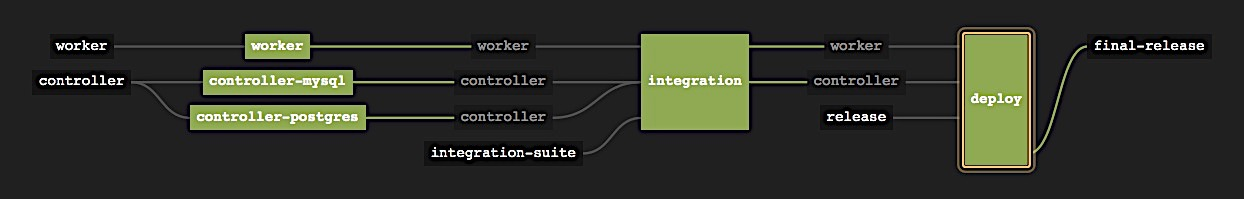 worker worker worker worker final-release
controller controller-mysql controller integration controller
deploy
controller-postgres controller release
integration-suite